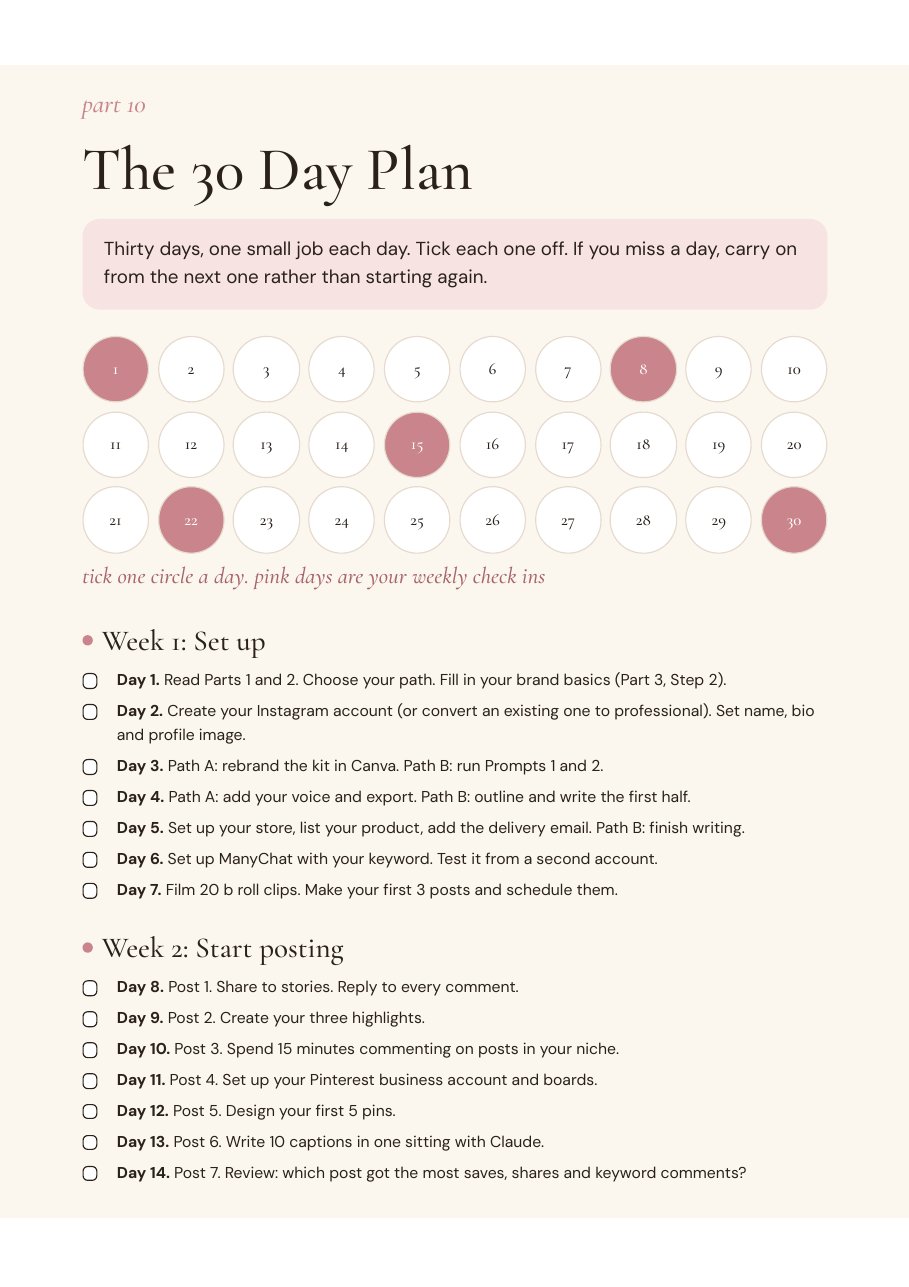 part 10
The 30 Day Plan
Thirty days, one small job each day. Tick each one off. If you miss a day, carry on
from the next one rather than starting again.
1 2 3 4 5 6 7 8 9 10
11 12 13 14 15 16 17 18 19 20
21 22 23 24 25 26 27 28 29 30
tick one circle a day. pink days are your weekly check ins
Week 1: Set up
Day 1. Read Parts 1 and 2. Choose your path. Fill in your brand basics (Part 3, Step 2).
Day 2. Create your Instagram account (or convert an existing one to professional). Set name, bio
and profile image.
Day 3. Path A: rebrand the kit in Canva. Path B: run Prompts 1 and 2.
Day 4. Path A: add your voice and export. Path B: outline and write the first half.
Day 5. Set up your store, list your product, add the delivery email. Path B: finish writing.
Day 6. Set up ManyChat with your keyword. Test it from a second account.
Day 7. Film 20 b roll clips. Make your first 3 posts and schedule them.
Week 2: Start posting
Day 8. Post 1. Share to stories. Reply to every comment.
Day 9. Post 2. Create your three highlights.
Day 10. Post 3. Spend 15 minutes commenting on posts in your niche.
Day 11. Post 4. Set up your Pinterest business account and boards.
Day 12. Post 5. Design your first 5 pins.
Day 13. Post 6. Write 10 captions in one sitting with Claude.
Day 14. Post 7. Review: which post got the most saves, shares and keyword comments?